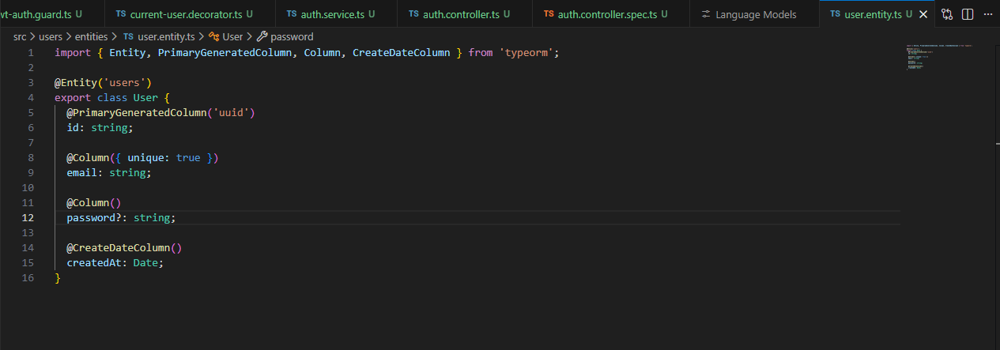 wt-auth.guard.ts U TS current-user.decorator.ts U TS auth.service.ts U TS auth.controller.ts U TS auth.controller.spec.ts U Language Models TS user.entity.ts U
src > users > entities > TS user.entity.ts > User > password
1 import { Entity, PrimaryGeneratedColumn, Column, CreateDateColumn } from 'typeorm';
2
3 @Entity('users')
4 export class User {
5 @PrimaryGeneratedColumn('uuid')
6 id: string;
7
8 @Column({ unique: true })
9 email: string;
10
11 @Column()
12 password?: string;
13
14 @CreateDateColumn()
15 createdAt: Date;
16 }